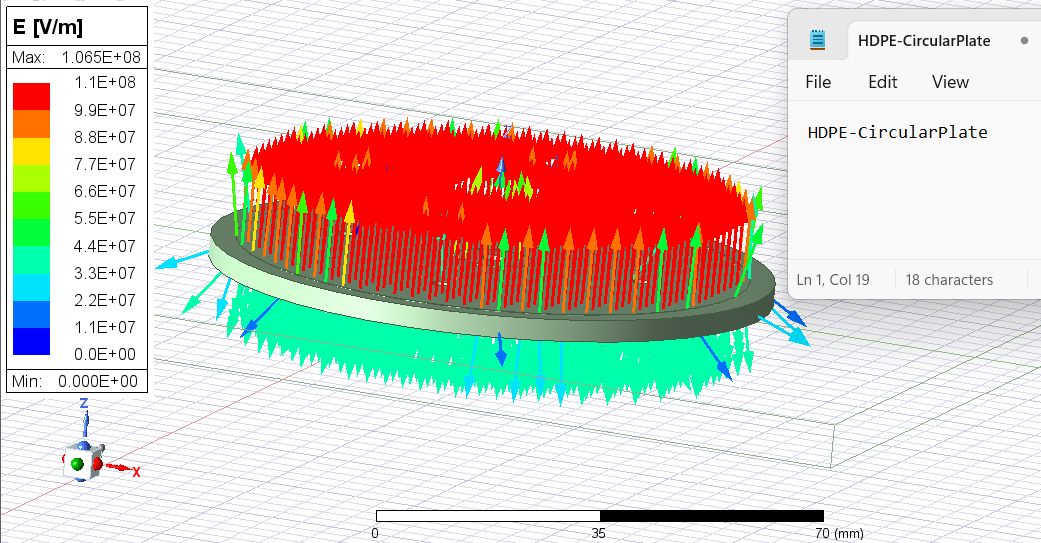 E [V/m]
Max: 1.065E+08
1.1E+08
9.9E+07
8.8E+07
7.7E+07
6.6E+07
5.5E+07
4.4E+07
3.3E+07
2.2E+07
1.1E+07
0.0E+00
Min: 0.000E+00
HDPE-CircularPlate
File Edit View
HDPE-CircularPlate
Ln 1, Col 19 18 characters
Z
X
0 35 70 (mm)